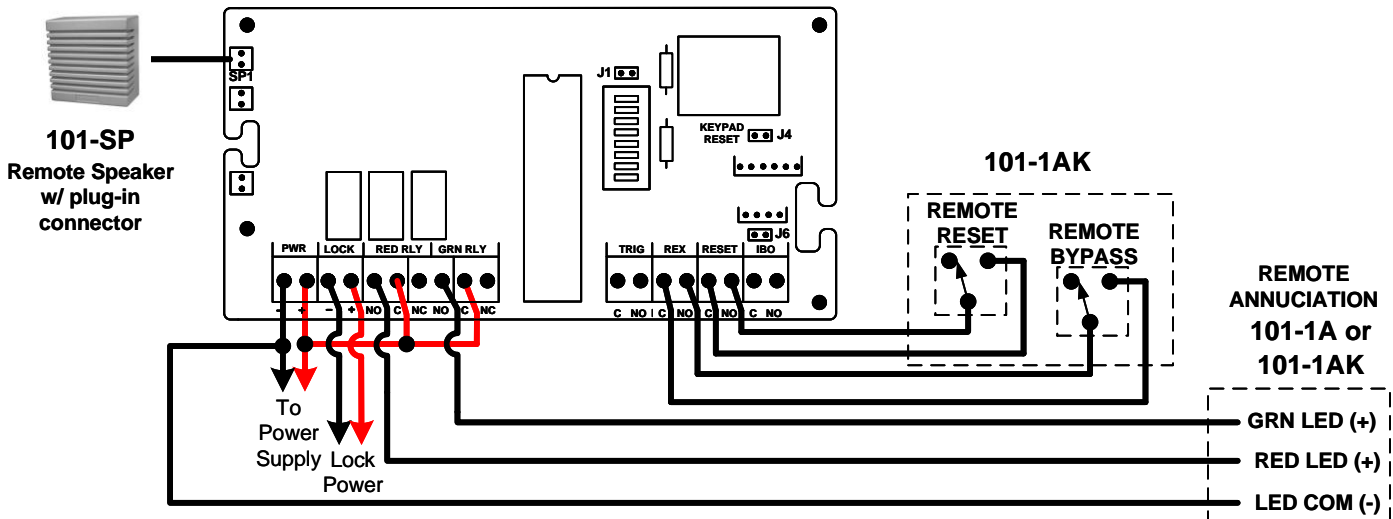 101-SP
Remote Speaker
w/ plug-in
connector
SP1
J1
KEYPAD
RESET
J4
J6
PWR
LOCK
RED RLY
GRN RLY
TRIG
REX
RESET
IBO
- + - + NO C NC NO C NC
C NO C NO C NO C NO
101-1AK
REMOTE
RESET
REMOTE
BYPASS
REMOTE
ANNUCIATION
101-1A or
101-1AK
To
Power
Supply
Lock
Power
GRN LED (+)
RED LED (+)
LED COM (-)